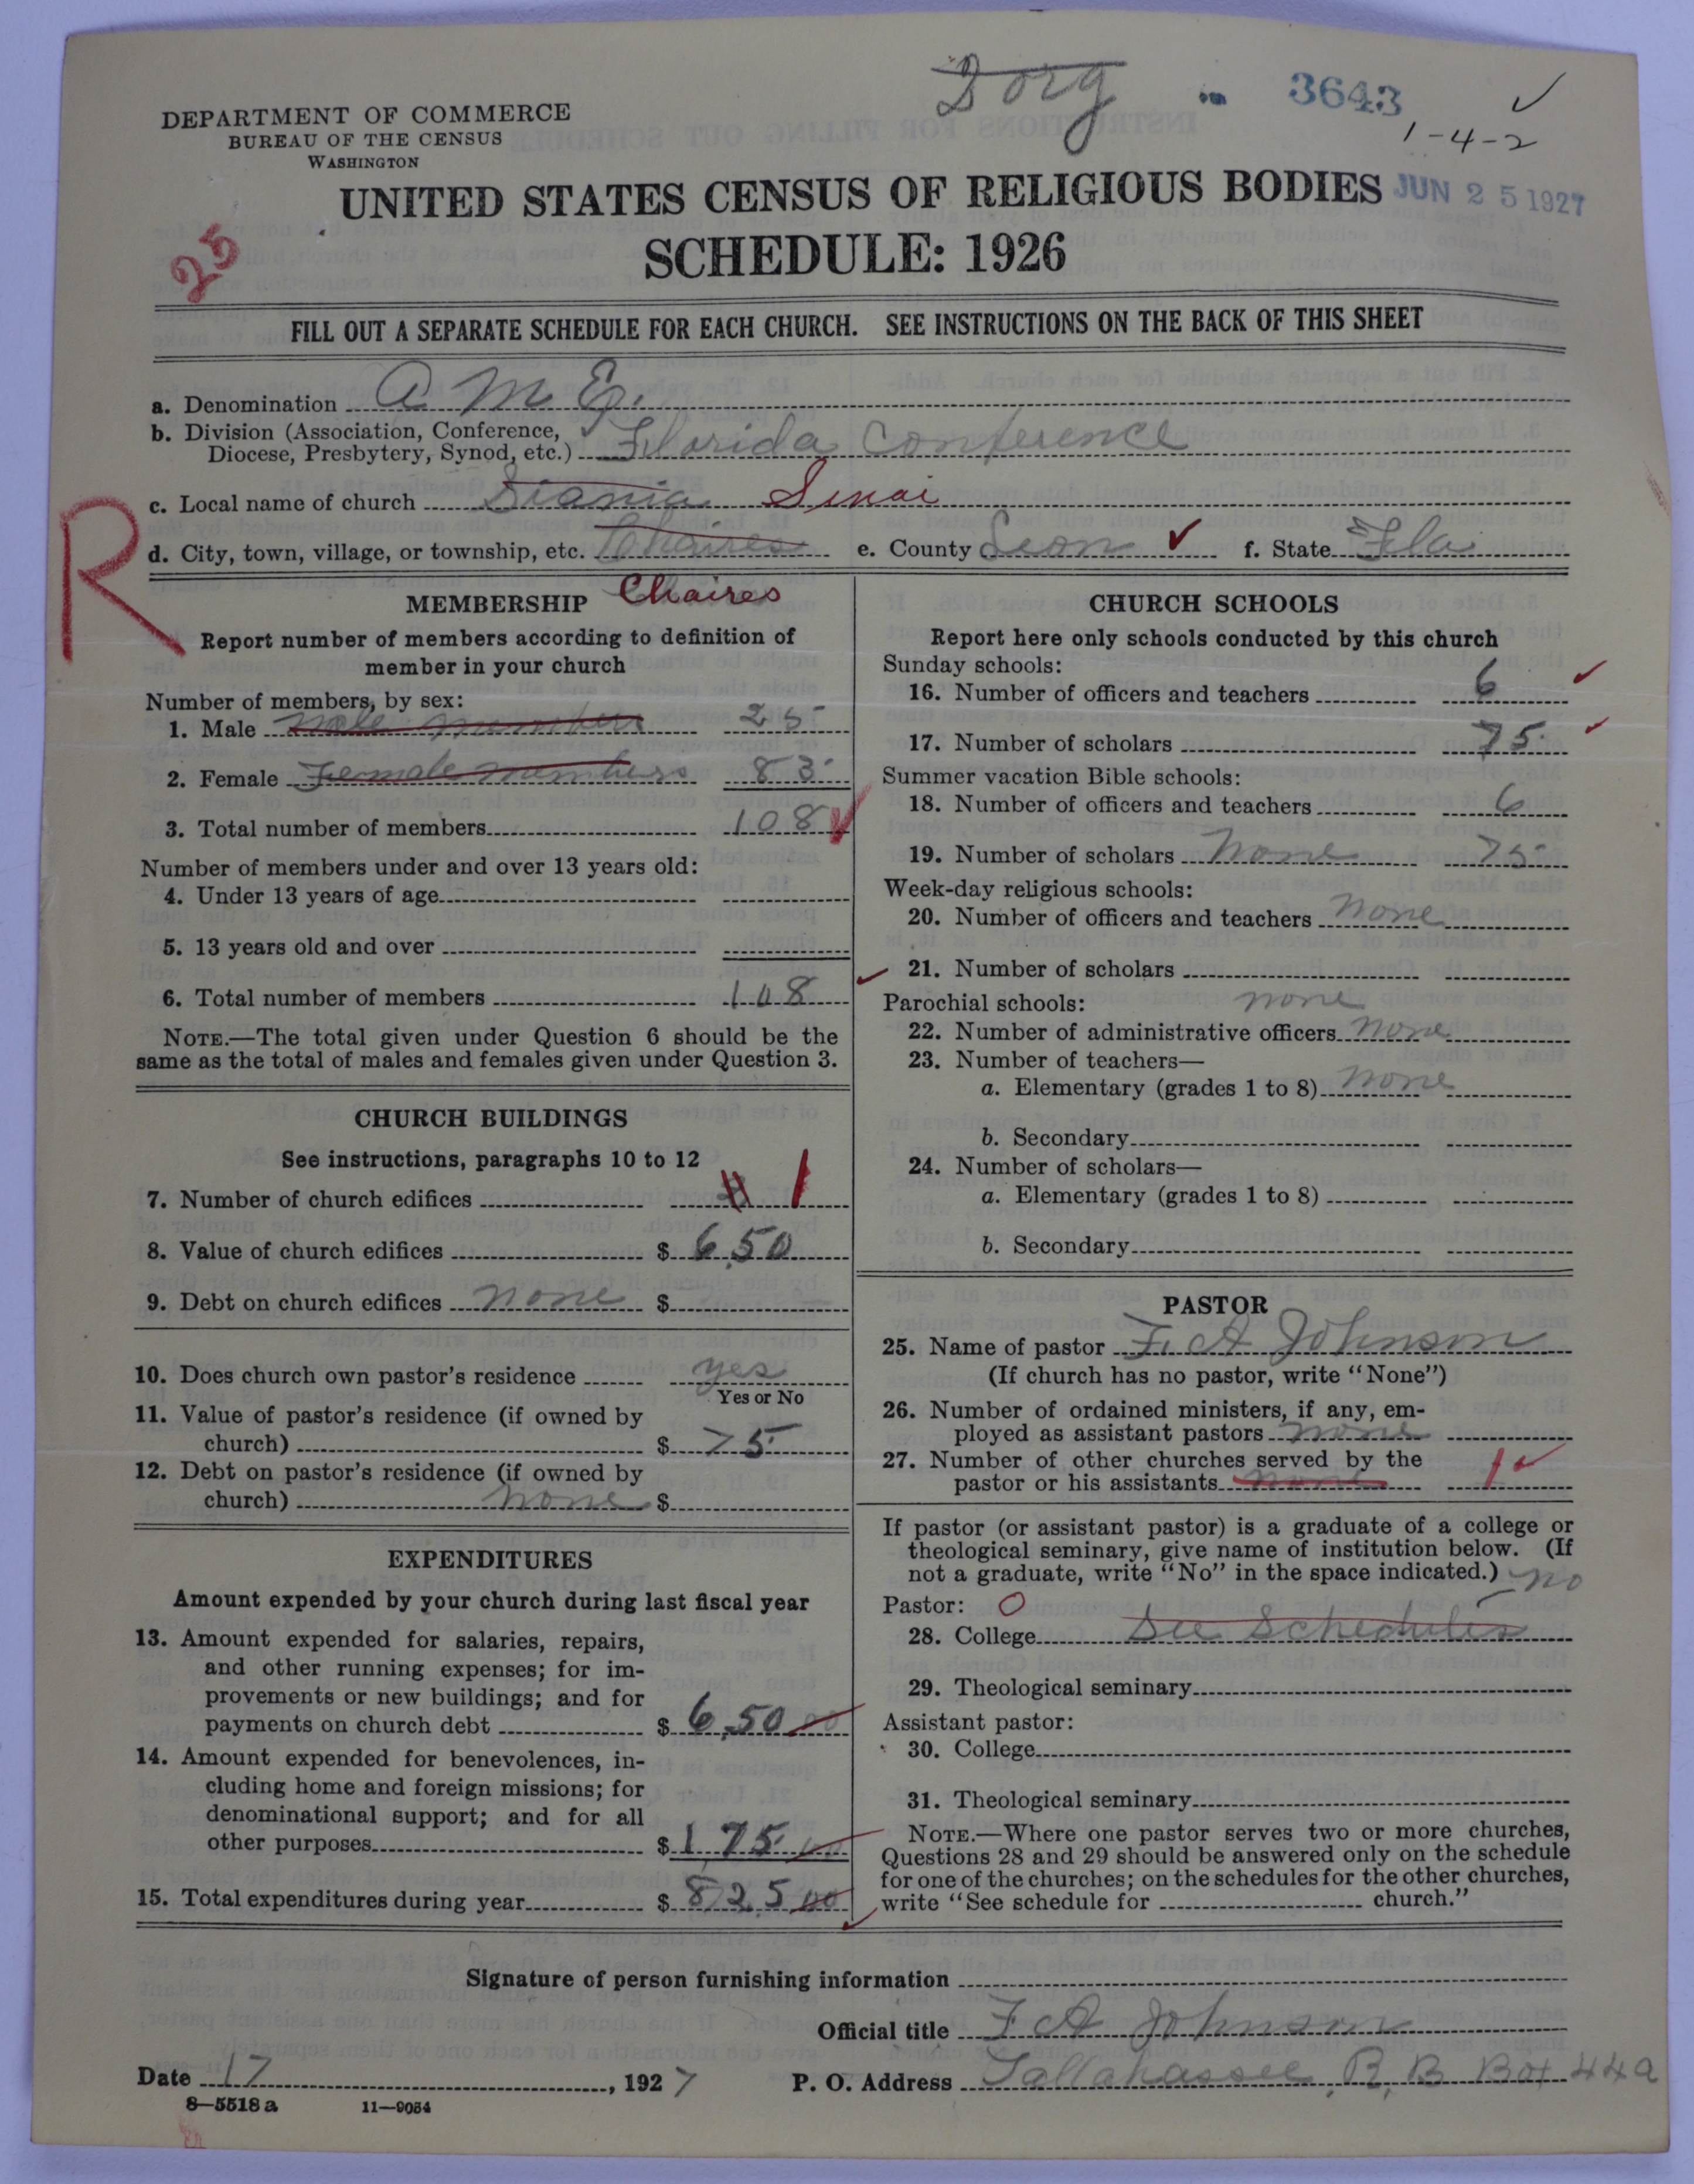 Dorg 3643 ✓
1-4-2
DEPARTMENT OF COMMERCE
BUREAU OF THE CENSUS
WASHINGTON
UNITED STATES CENSUS OF RELIGIOUS BODIES JUN 25 1927
25
SCHEDULE: 1926
FILL OUT A SEPARATE SCHEDULE FOR EACH CHURCH. SEE INSTRUCTIONS ON THE BACK OF THIS SHEET
a. Denomination A M E.
b. Division (Association, Conference,
Diocese, Presbytery, Synod, etc.) Florida Conference
c. Local name of church Siania Sinai
R
d. City, town, village, or township, etc. Chaires e. County Leon ✓ f. State Fla
Chaires
MEMBERSHIP
Report number of members according to definition of
member in your church
Number of members, by sex:
1. Male male members 25
2. Female Female members 83
3. Total number of members 108 ✓
Number of members under and over 13 years old:
4. Under 13 years of age
5. 13 years old and over
6. Total number of members 108
NOTE.—The total given under Question 6 should be the
same as the total of males and females given under Question 3.
CHURCH BUILDINGS
See instructions, paragraphs 10 to 12
7. Number of church edifices 1
8. Value of church edifices $ 650
9. Debt on church edifices none $
10. Does church own pastor's residence yes
Yes or No
11. Value of pastor's residence (if owned by
church) $ 75
12. Debt on pastor's residence (if owned by
church) none $
EXPENDITURES
Amount expended by your church during last fiscal year
13. Amount expended for salaries, repairs,
and other running expenses; for im-
provements or new buildings; and for
payments on church debt $ 650 00
14. Amount expended for benevolences, in-
cluding home and foreign missions; for
denominational support; and for all
other purposes $ 175 00
15. Total expenditures during year $ 825 00
CHURCH SCHOOLS
Report here only schools conducted by this church
Sunday schools:
16. Number of officers and teachers 6 ✓
17. Number of scholars 75 ✓
Summer vacation Bible schools:
18. Number of officers and teachers 6
19. Number of scholars None 75
Week-day religious schools:
20. Number of officers and teachers none
✓ 21. Number of scholars
Parochial schools: none
22. Number of administrative officers none
23. Number of teachers—
a. Elementary (grades 1 to 8) none
b. Secondary
24. Number of scholars—
a. Elementary (grades 1 to 8)
b. Secondary
PASTOR
25. Name of pastor F. A Johnson
(If church has no pastor, write "None")
26. Number of ordained ministers, if any, em-
ployed as assistant pastors none
27. Number of other churches served by the
pastor or his assistants none 1 ✓
If pastor (or assistant pastor) is a graduate of a college or
theological seminary, give name of institution below. (If
not a graduate, write "No" in the space indicated.) no
Pastor: O
28. College See Schedules
29. Theological seminary
Assistant pastor:
30. College
31. Theological seminary
NOTE.—Where one pastor serves two or more churches,
Questions 28 and 29 should be answered only on the schedule
for one of the churches; on the schedules for the other churches,
write "See schedule for church."
Signature of person furnishing information
Official title F A Johnson
Date 17, 1927 P. O. Address Tallahassee, R, B Box 44a
8—5518 a 11—9054